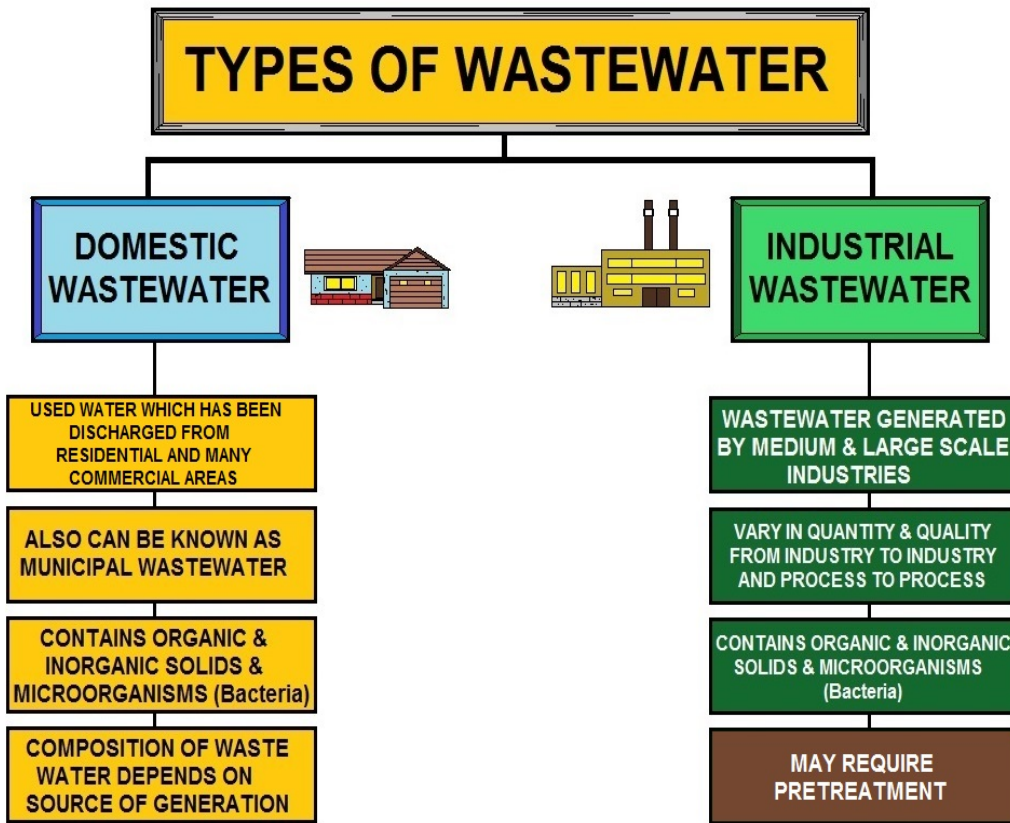 TYPES OF WASTEWATER
DOMESTIC
WASTEWATER
USED WATER WHICH HAS BEEN
DISCHARGED FROM
RESIDENTIAL AND MANY
COMMERCIAL AREAS
ALSO CAN BE KNOWN AS
MUNICIPAL WASTEWATER
CONTAINS ORGANIC &
INORGANIC SOLIDS &
MICROORGANISMS (Bacteria)
COMPOSITION OF WASTE
WATER DEPENDS ON
SOURCE OF GENERATION
INDUSTRIAL
WASTEWATER
WASTEWATER GENERATED
BY MEDIUM & LARGE SCALE
INDUSTRIES
VARY IN QUANTITY & QUALITY
FROM INDUSTRY TO INDUSTRY
AND PROCESS TO PROCESS
CONTAINS ORGANIC & INORGANIC
SOLIDS & MICROORGANISMS
(Bacteria)
MAY REQUIRE
PRETREATMENT